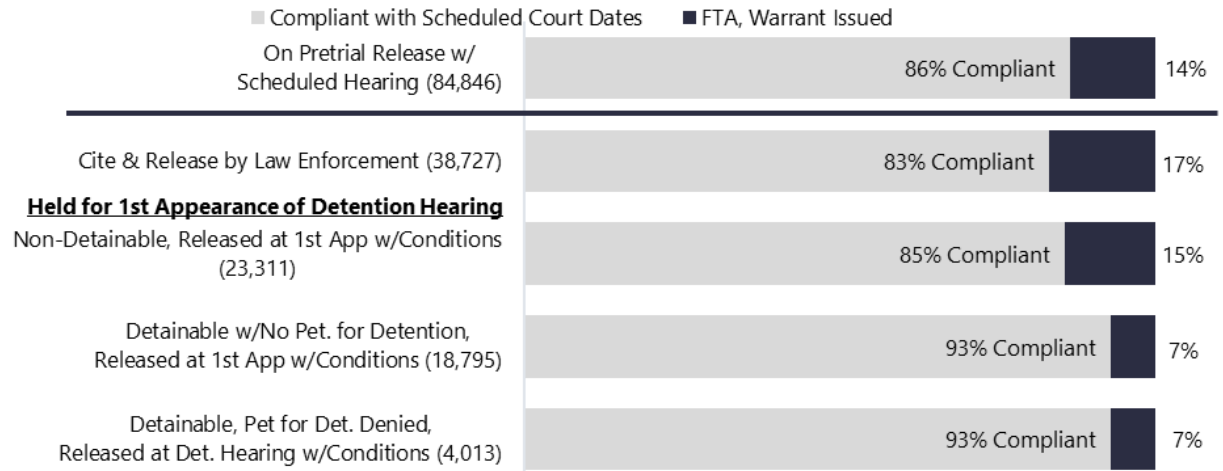 Compliant with Scheduled Court Dates FTA, Warrant Issued
On Pretrial Release w/
Scheduled Hearing (84,846)
86% Compliant 14%
Cite & Release by Law Enforcement (38,727)
83% Compliant 17%
Held for 1st Appearance of Detention Hearing
Non-Detainable, Released at 1st App w/Conditions
(23,311)
85% Compliant 15%
Detainable w/No Pet. for Detention,
Released at 1st App w/Conditions (18,795)
93% Compliant 7%
Detainable, Pet for Det. Denied,
Released at Det. Hearing w/Conditions (4,013)
93% Compliant 7%